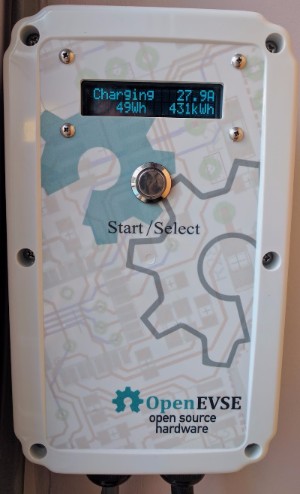 Charging 27.9A
49Wh 431kWh
Start/Select
OpenEVSE
open source
hardware